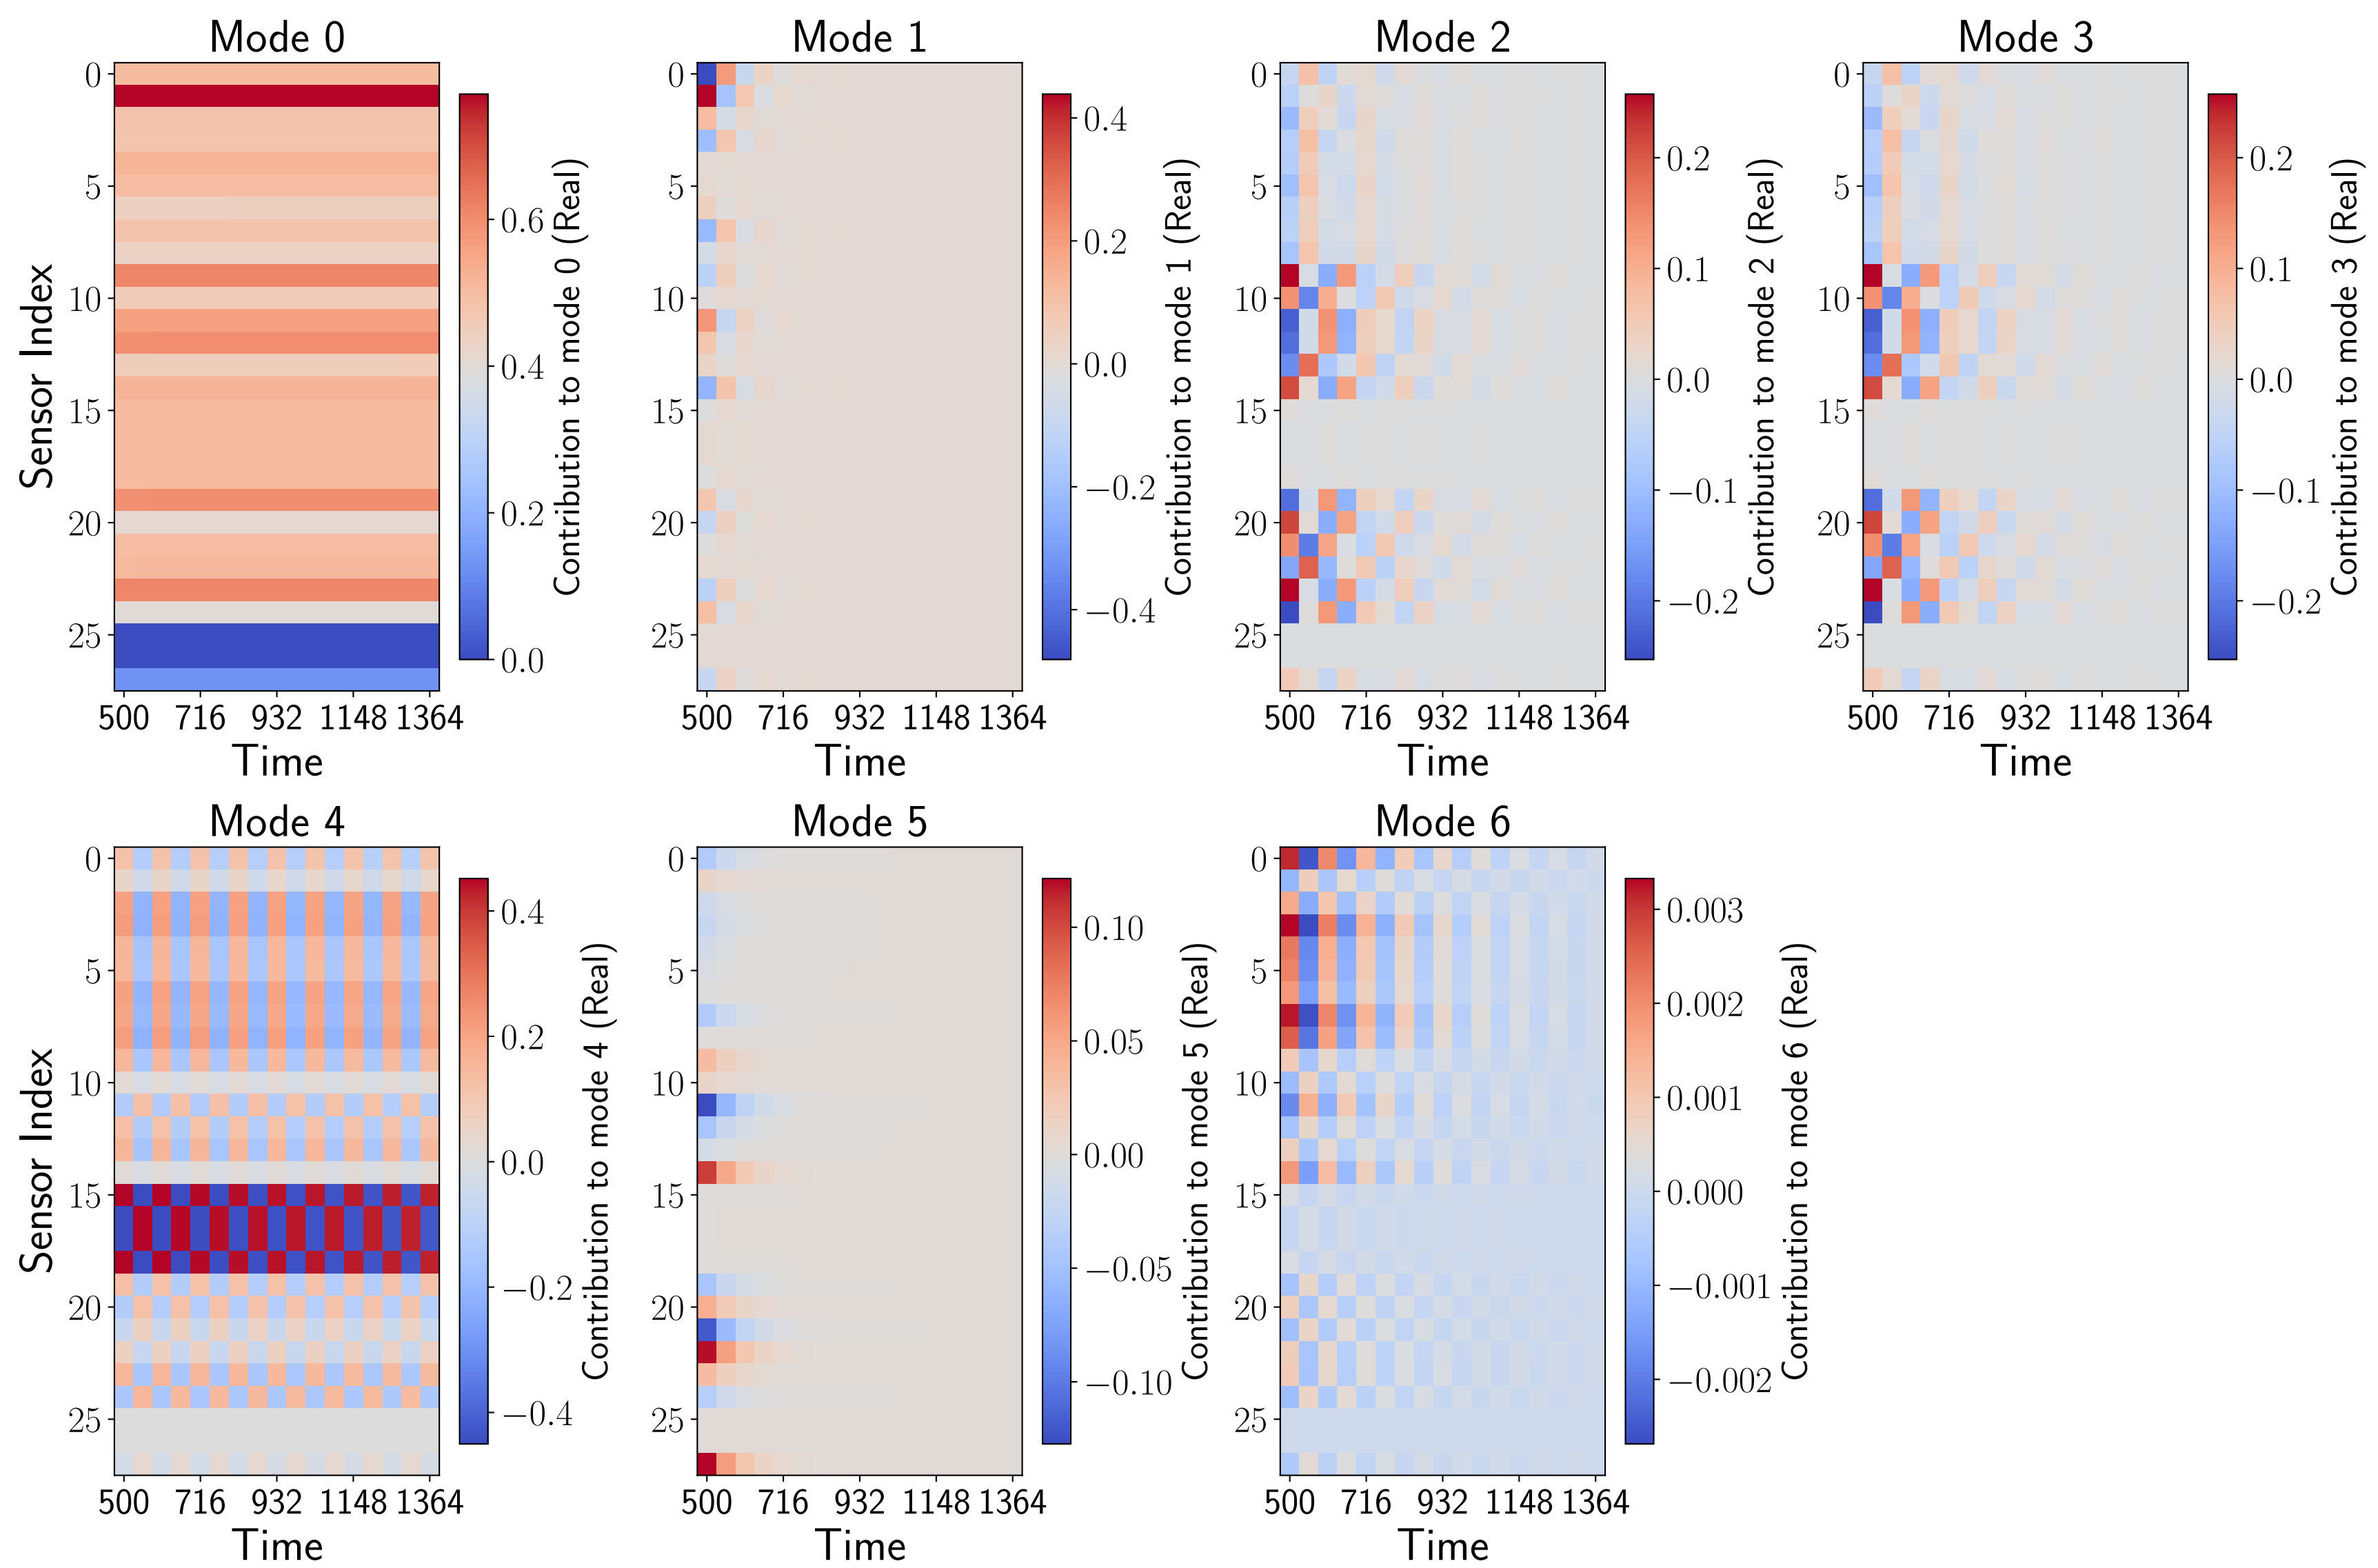 Mode 0
Sensor Index
0
5
10
15
20
25
500 716 932 1148 1364
Time
0.6
0.4
0.2
0.0
Contribution to mode 0 (Real)
Mode 1
0
5
10
15
20
25
500 716 932 1148 1364
Time
0.4
0.2
0.0
−0.2
−0.4
Contribution to mode 1 (Real)
Mode 2
0
5
10
15
20
25
500 716 932 1148 1364
Time
0.2
0.1
0.0
−0.1
−0.2
Contribution to mode 2 (Real)
Mode 3
0
5
10
15
20
25
500 716 932 1148 1364
Time
0.2
0.1
0.0
−0.1
−0.2
Contribution to mode 3 (Real)
Mode 4
Sensor Index
0
5
10
15
20
25
500 716 932 1148 1364
Time
0.4
0.2
0.0
−0.2
−0.4
Contribution to mode 4 (Real)
Mode 5
0
5
10
15
20
25
500 716 932 1148 1364
Time
0.10
0.05
0.00
−0.05
−0.10
Contribution to mode 5 (Real)
Mode 6
0
5
10
15
20
25
500 716 932 1148 1364
Time
0.003
0.002
0.001
0.000
−0.001
−0.002
Contribution to mode 6 (Real)